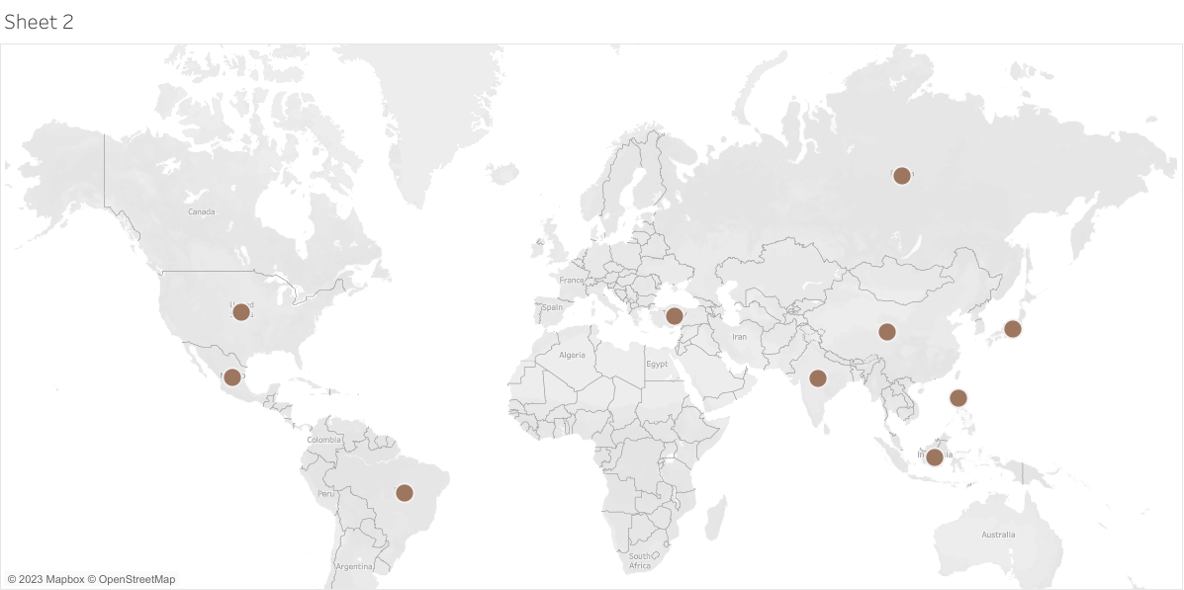 Sheet 2
Canada
France
Spain
Iran
Algeria
Egypt
Colombia
Peru
Australia
South
Africa
Argentina
© 2023 Mapbox © OpenStreetMap